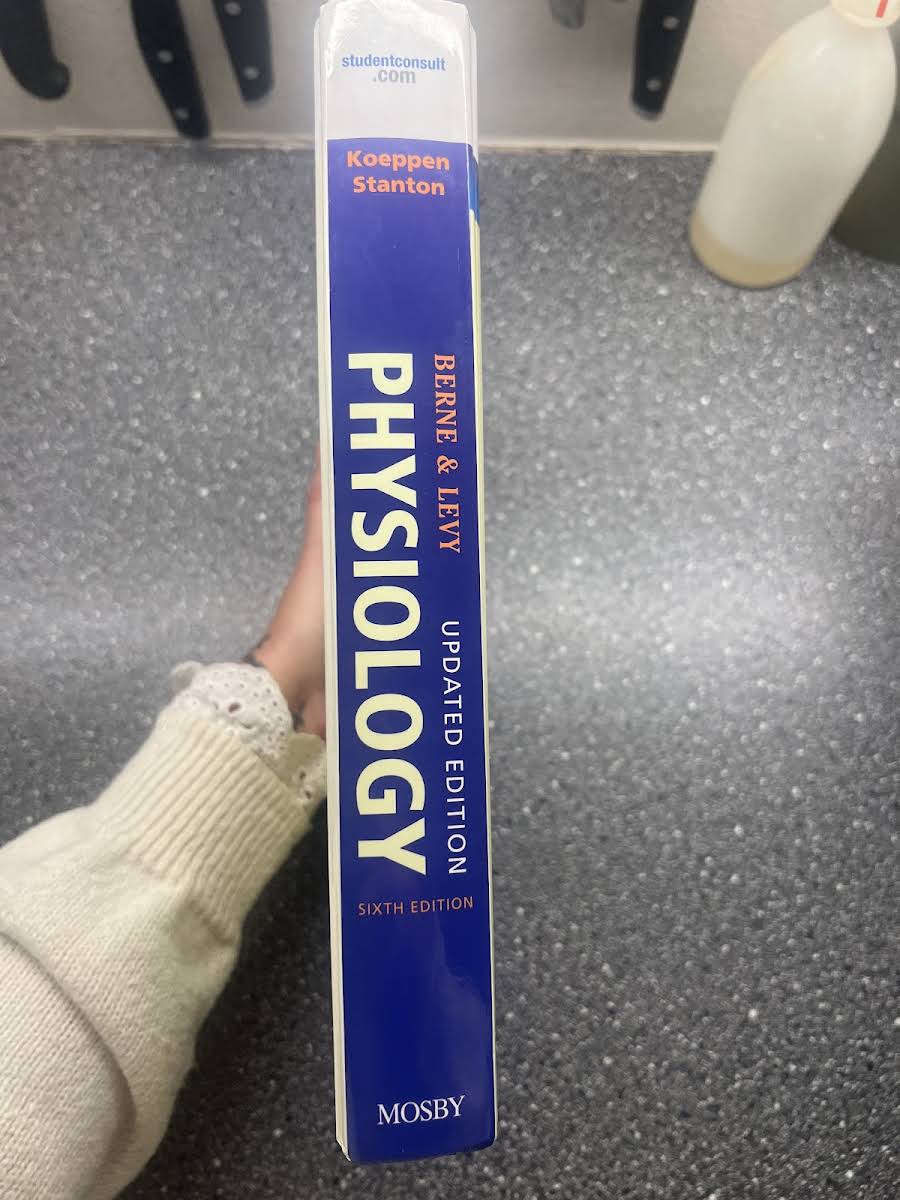 studentconsult
.com
Koeppen
Stanton
BERNE & LEVY
UPDATED EDITION
PHYSIOLOGY
SIXTH EDITION
MOSBY